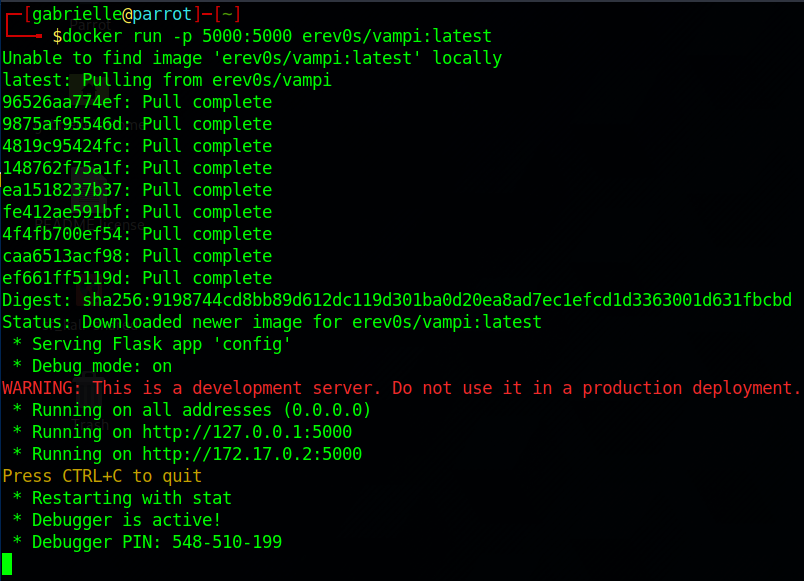 [gabrielle@parrot]-[~]
$docker run -p 5000:5000 erev0s/vampi:latest
Unable to find image 'erev0s/vampi:latest' locally
latest: Pulling from erev0s/vampi
96526aa774ef: Pull complete
9875af95546d: Pull complete
4819c95424fc: Pull complete
148762f75a1f: Pull complete
ea1518237b37: Pull complete
fe412ae591bf: Pull complete
4f4fb700ef54: Pull complete
caa6513acf98: Pull complete
ef661ff5119d: Pull complete
Digest: sha256:9198744cd8bb89d612dc119d301ba0d20ea8ad7ec1efcd1d3363001d631fbcbd
Status: Downloaded newer image for erev0s/vampi:latest
 * Serving Flask app 'config'
 * Debug mode: on
WARNING: This is a development server. Do not use it in a production deployment.
 * Running on all addresses (0.0.0.0)
 * Running on http://127.0.0.1:5000
 * Running on http://172.17.0.2:5000
Press CTRL+C to quit
 * Restarting with stat
 * Debugger is active!
 * Debugger PIN: 548-510-199